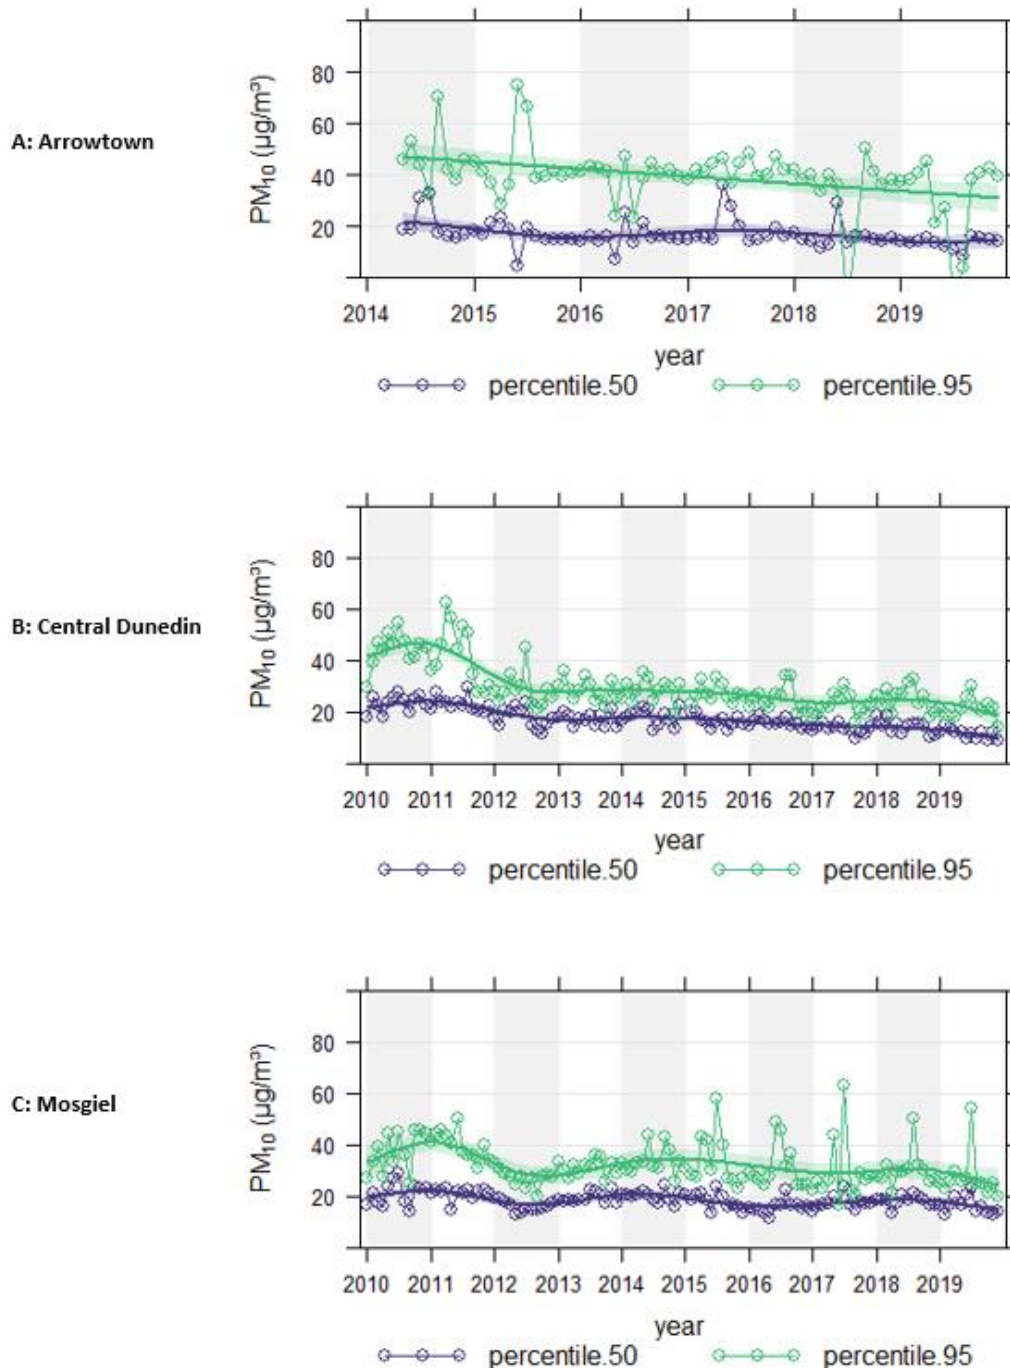 A: Arrowtown
PM₁₀ (µg/m³)
80
60
40
20
2014 2015 2016 2017 2018 2019
year
percentile.50 percentile.95
B: Central Dunedin
PM₁₀ (µg/m³)
80
60
40
20
2010 2011 2012 2013 2014 2015 2016 2017 2018 2019
year
percentile.50 percentile.95
C: Mosgiel
PM₁₀ (µg/m³)
80
60
40
20
2010 2011 2012 2013 2014 2015 2016 2017 2018 2019
year
percentile.50 percentile.95